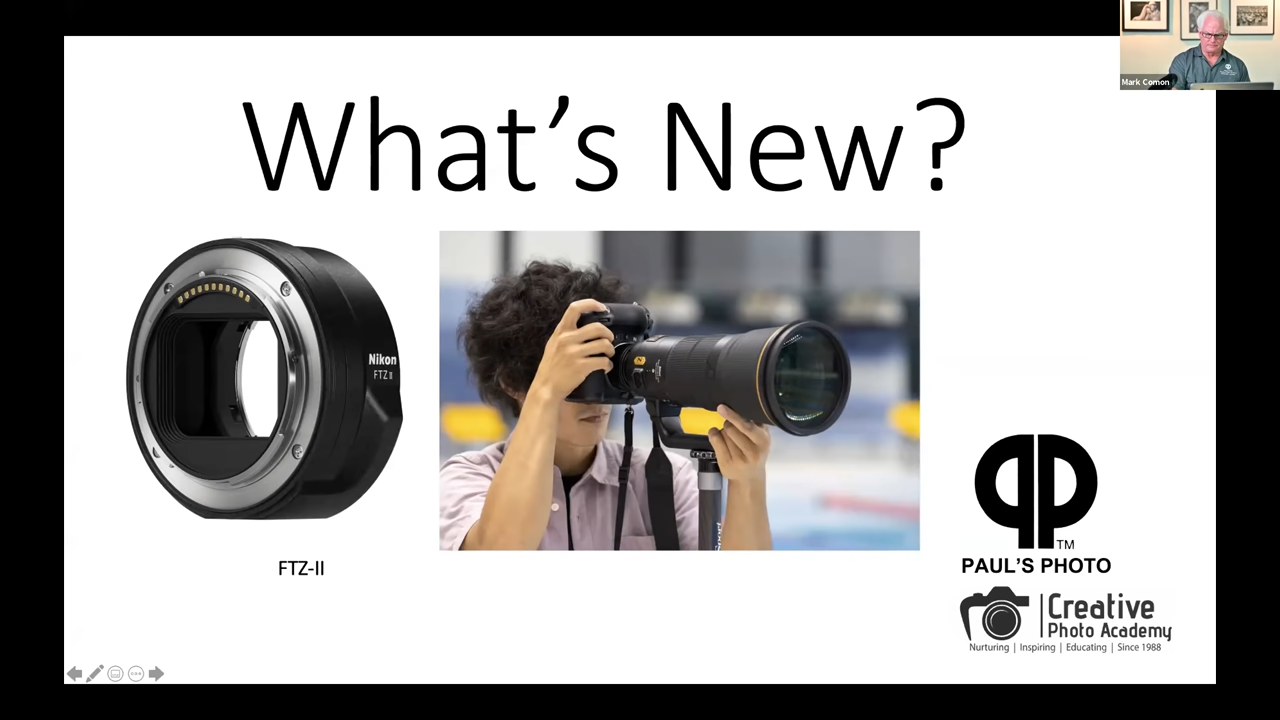 Mark Comon
What's New?
Nikon
FTZ II
FTZ-II
TM
PAUL'S PHOTO
Creative
Photo Academy
Nurturing | Inspiring | Educating | Since 1988